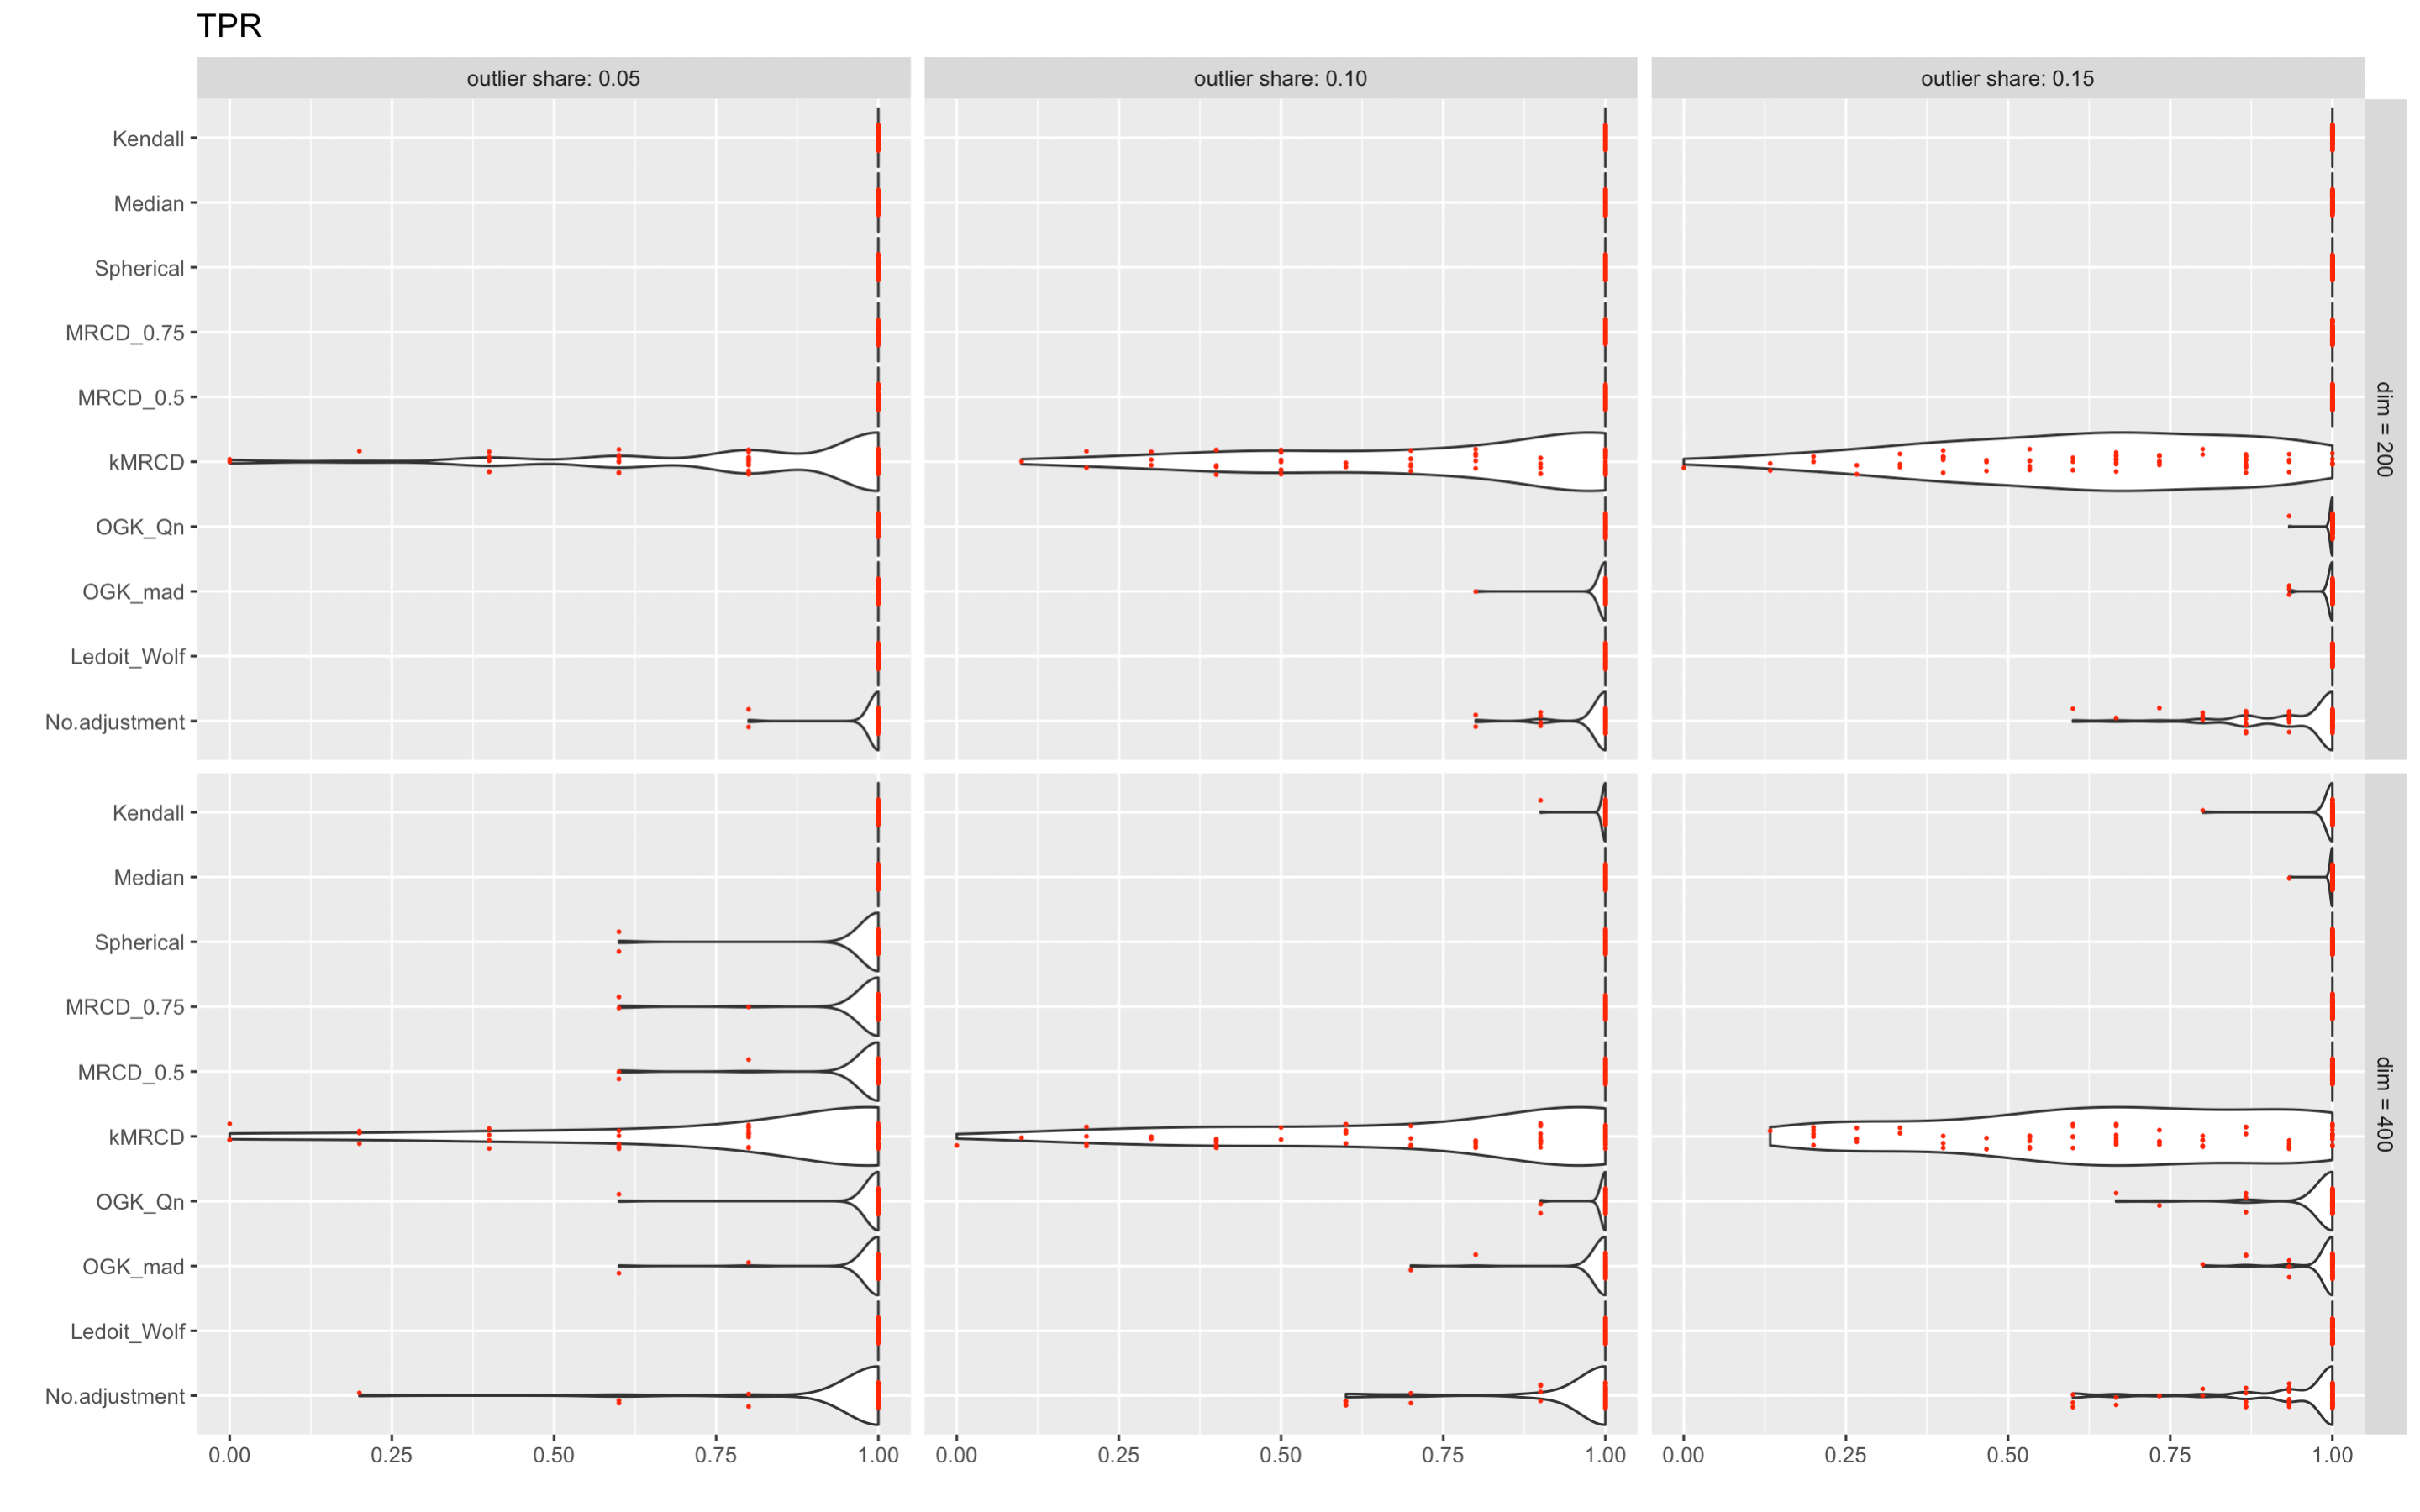 TPR
outlier share: 0.05
outlier share: 0.10
outlier share: 0.15
Kendall
Median
Spherical
MRCD_0.75
MRCD_0.5
kMRCD
OGK_Qn
OGK_mad
Ledoit_Wolf
No.adjustment
dim = 200
Kendall
Median
Spherical
MRCD_0.75
MRCD_0.5
kMRCD
OGK_Qn
OGK_mad
Ledoit_Wolf
No.adjustment
dim = 400
0.00 0.25 0.50 0.75 1.00 0.00 0.25 0.50 0.75 1.00 0.00 0.25 0.50 0.75 1.00